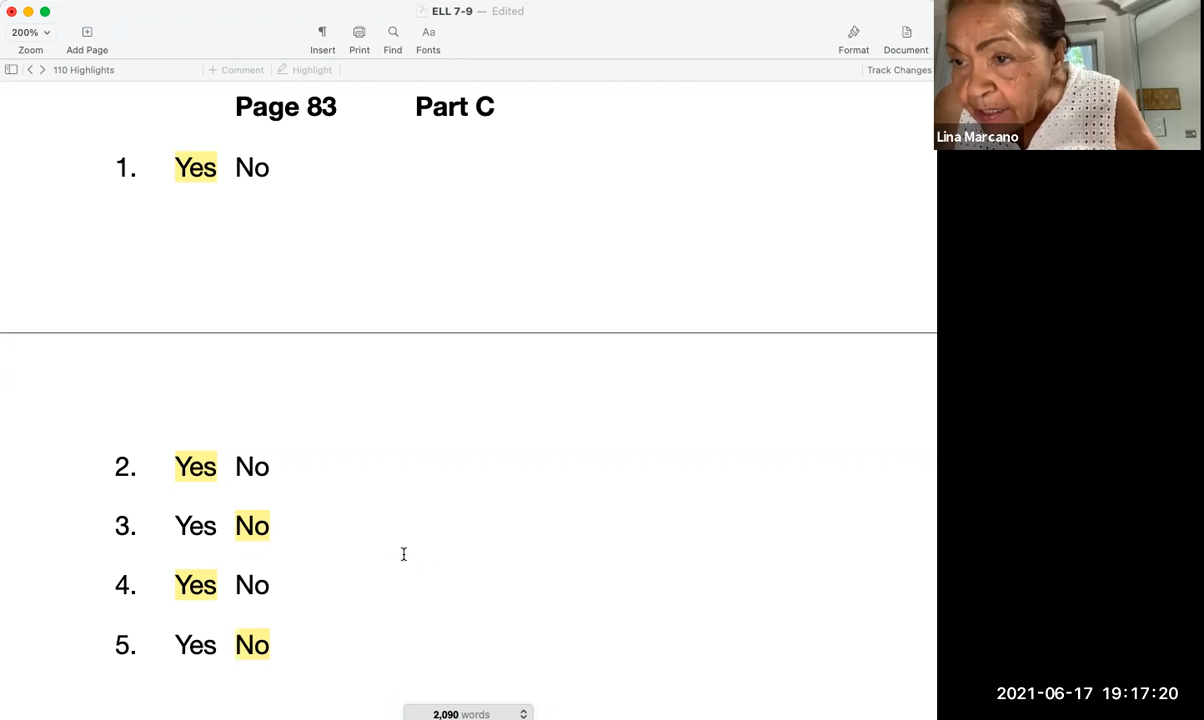 ELL 7-9 — Edited
200%
Zoom
Add Page
Insert
Print
Aa
Find
Fonts
Format
Document
110 Highlights
+ Comment
Highlight
Track Changes
Lina Marcano
Page 83 Part C
1. Yes No
2. Yes No
3. Yes No
4. Yes No
5. Yes No
2,090 words
2021-06-17 19:17:20